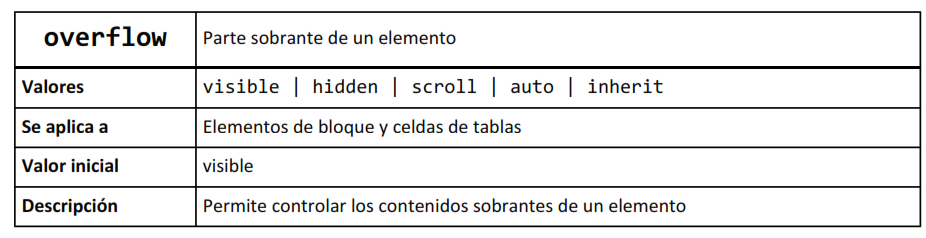 overflow Parte sobrante de un elemento
Valores visible | hidden | scroll | auto | inherit
Se aplica a Elementos de bloque y celdas de tablas
Valor inicial visible
Descripción Permite controlar los contenidos sobrantes de un elemento